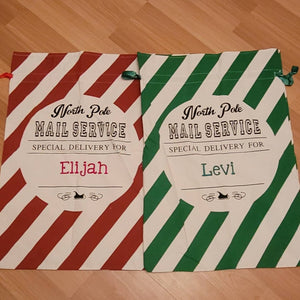 North Pole
MAIL SERVICE
SPECIAL DELIVERY FOR
Elijah
North Pole
MAIL SERVICE
SPECIAL DELIVERY FOR
Levi